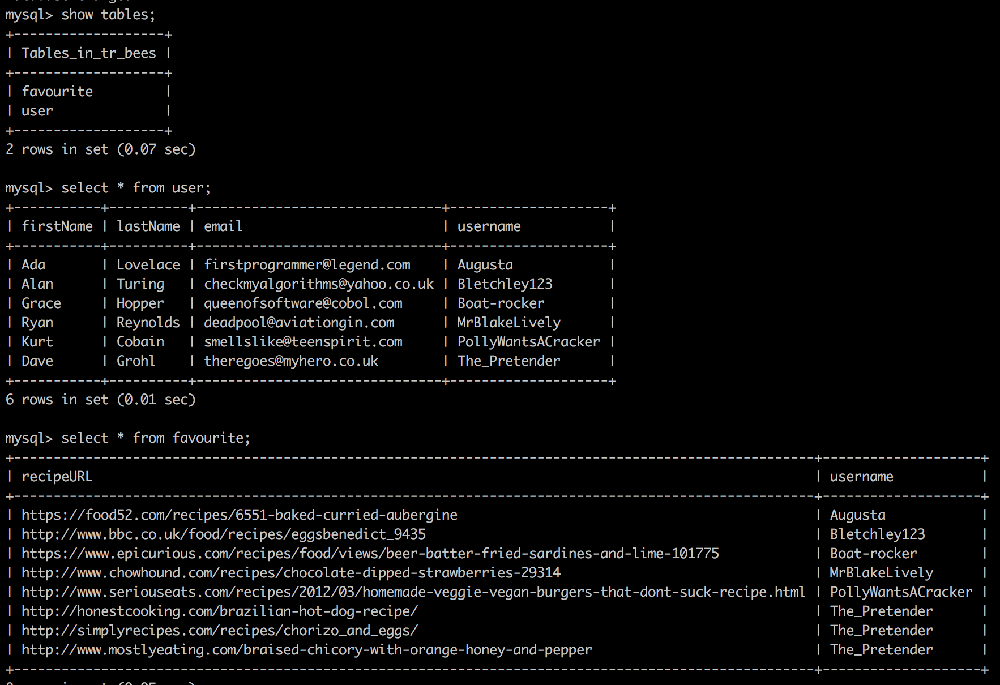 mysql> show tables;
+-------------------+
| Tables_in_tr_bees |
+-------------------+
| favourite         |
| user              |
+-------------------+
2 rows in set (0.07 sec)
mysql> select * from user;
+-----------+----------+-------------------------------+--------------------+
| firstName | lastName | email                         | username           |
+-----------+----------+-------------------------------+--------------------+
| Ada       | Lovelace | firstprogrammer@legend.com    | Augusta            |
| Alan      | Turing   | checkmyalgorithms@yahoo.co.uk | Bletchley123       |
| Grace     | Hopper   | queenofsoftware@cobol.com     | Boat-rocker        |
| Ryan      | Reynolds | deadpool@aviationgin.com      | MrBlakeLively      |
| Kurt      | Cobain   | smellslike@teenspirit.com     | PollyWantsACracker |
| Dave      | Grohl    | theregoes@myhero.co.uk        | The_Pretender      |
+-----------+----------+-------------------------------+--------------------+
6 rows in set (0.01 sec)
mysql> select * from favourite;
+-----------------------------------------------------------------------------------------------------+--------------------+
| recipeURL                                                                                           | username           |
+-----------------------------------------------------------------------------------------------------+--------------------+
| https://food52.com/recipes/6551-baked-curried-aubergine                                              | Augusta            |
| http://www.bbc.co.uk/food/recipes/eggsbenedict_9435                                                  | Bletchley123       |
| https://www.epicurious.com/recipes/food/views/beer-batter-fried-sardines-and-lime-101775             | Boat-rocker        |
| http://www.chowhound.com/recipes/chocolate-dipped-strawberries-29314                                 | MrBlakeLively      |
| http://www.seriouseats.com/recipes/2012/03/homemade-veggie-vegan-burgers-that-dont-suck-recipe.html | PollyWantsACracker |
| http://honestcooking.com/brazilian-hot-dog-recipe/                                                  | The_Pretender      |
| http://simplyrecipes.com/recipes/chorizo_and_eggs/                                                  | The_Pretender      |
| http://www.mostlyeating.com/braised-chicory-with-orange-honey-and-pepper                            | The_Pretender      |
+-----------------------------------------------------------------------------------------------------+--------------------+